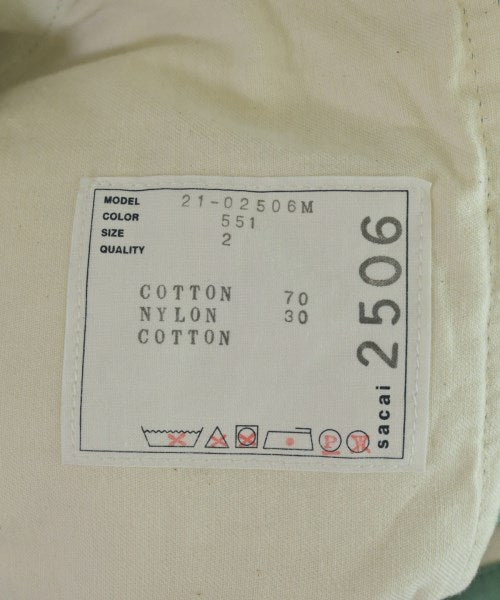 MODEL 21-02506M
COLOR 551
SIZE 2
QUALITY
COTTON 70
NYLON 30
COTTON
P W
sacai 2506